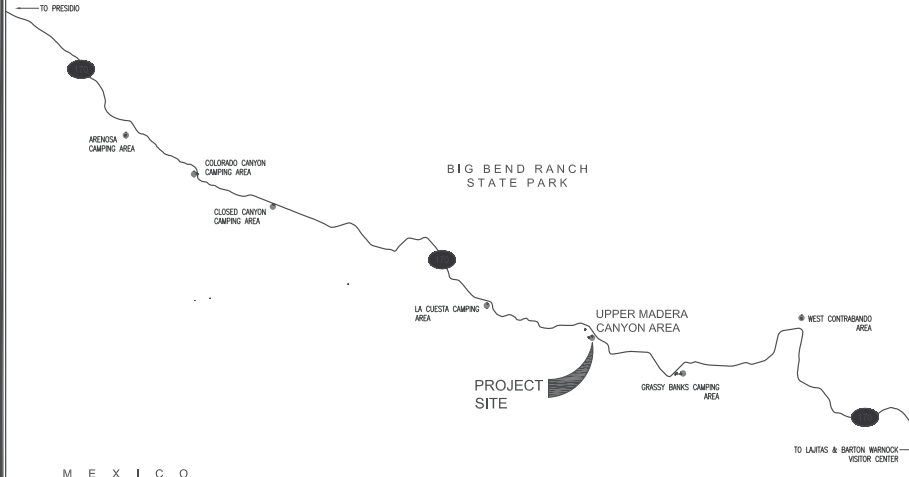 TO PRESIDIO
ARENOSA
CAMPING AREA
COLORADO CANYON
CAMPING AREA
BIG BEND RANCH
STATE PARK
CLOSED CANYON
CAMPING AREA
LA CUESTA CAMPING
AREA
UPPER MADERA
CANYON AREA
WEST CONTRABANDO
AREA
PROJECT
SITE
GRASSY BANKS CAMPING
AREA
TO LAJITAS & BARTON WARNOCK
VISITOR CENTER
MEXICO